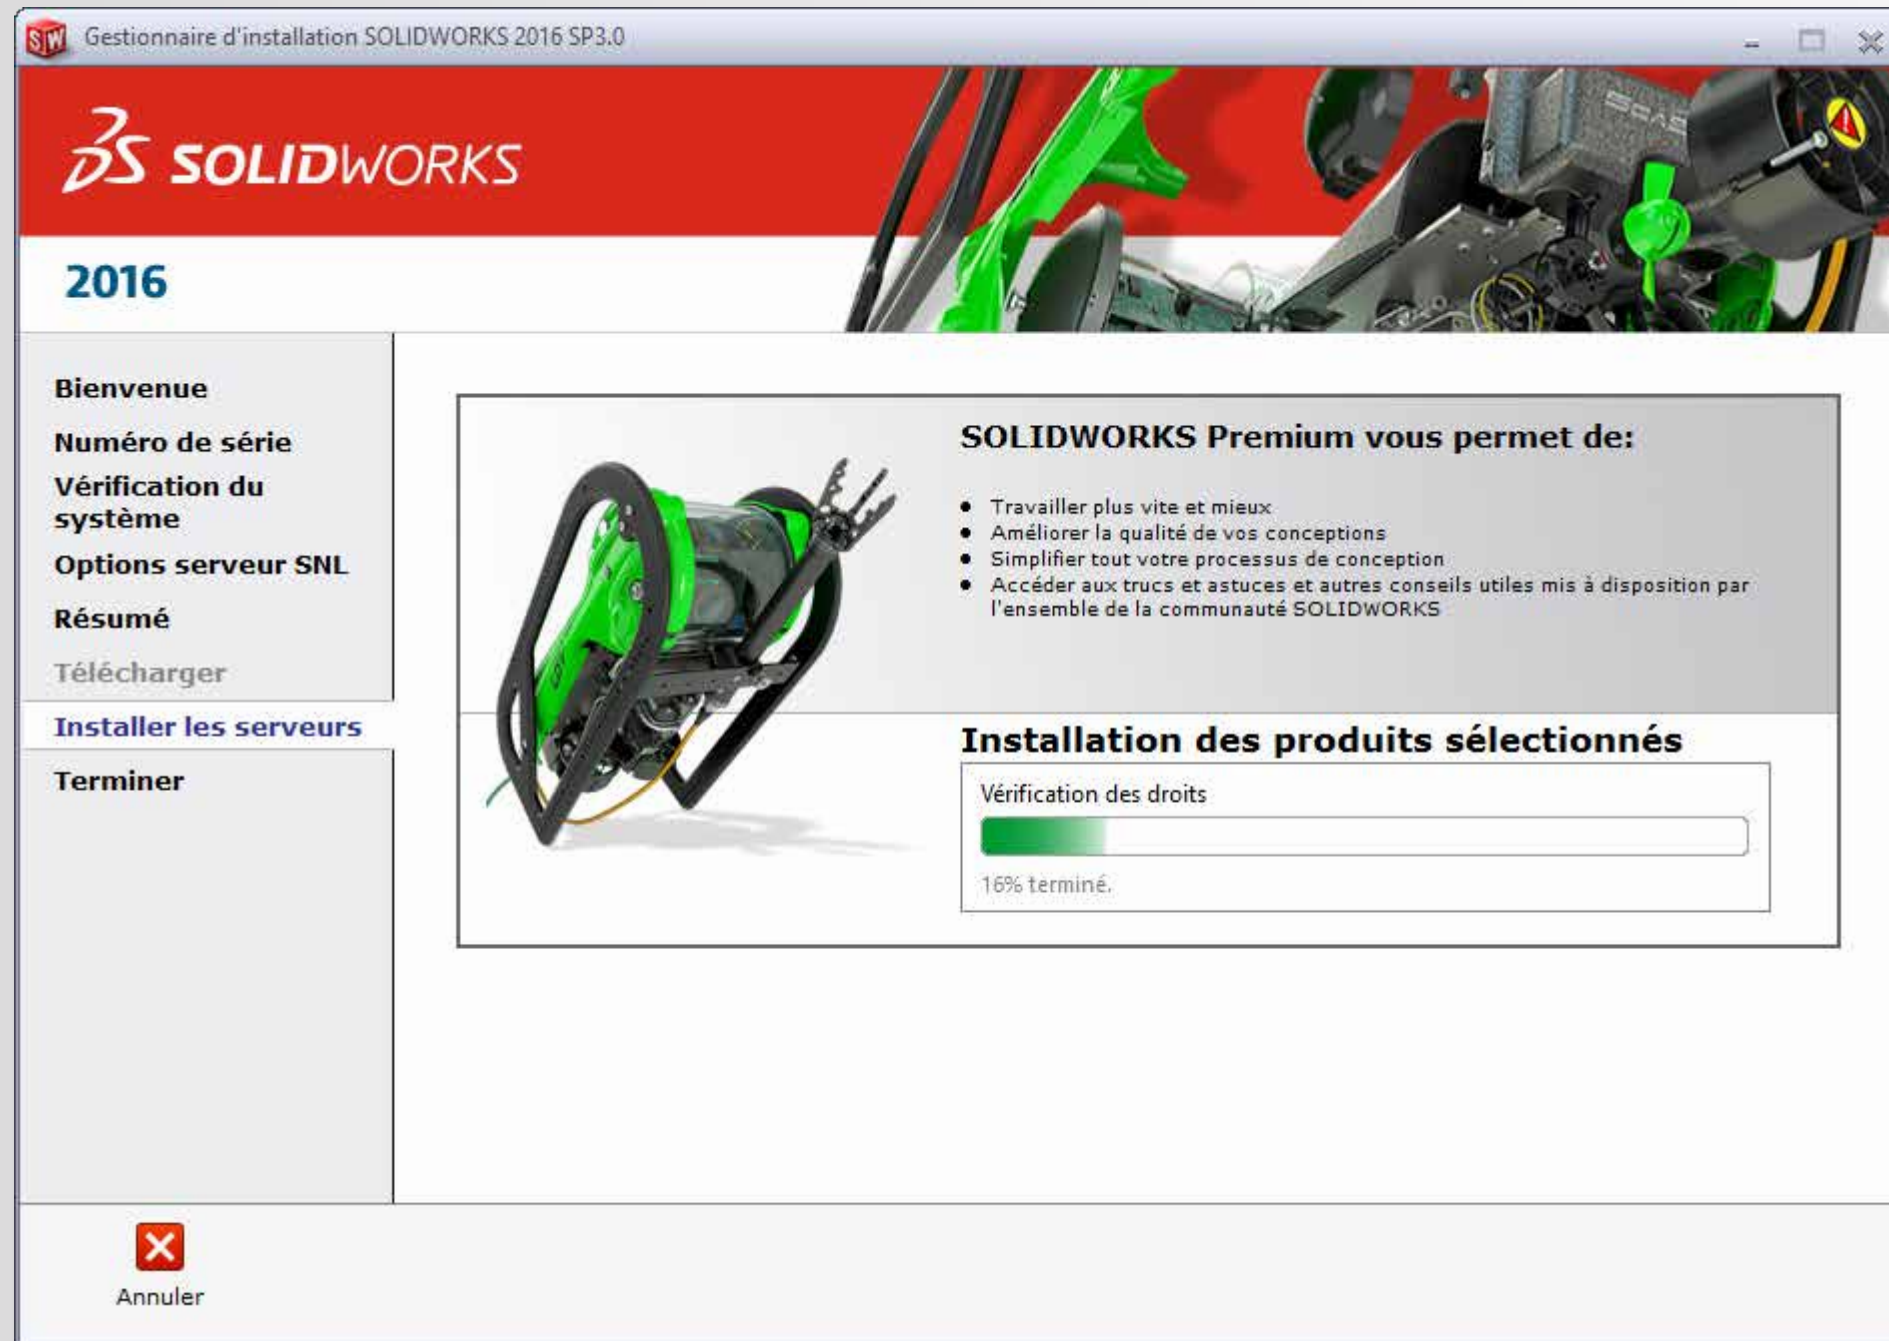 Gestionnaire d'installation SOLIDWORKS 2016 SP3.0
SOLIDWORKS
2016
Bienvenue
Numéro de série
Vérification du
système
Options serveur SNL
Résumé
Télécharger
Installer les serveurs
Terminer
SOLIDWORKS Premium vous permet de:
Travailler plus vite et mieux
Améliorer la qualité de vos conceptions
Simplifier tout votre processus de conception
Accéder aux trucs et astuces et autres conseils utiles mis à disposition par
l'ensemble de la communauté SOLIDWORKS
Installation des produits sélectionnés
Vérification des droits
16% terminé.
Annuler